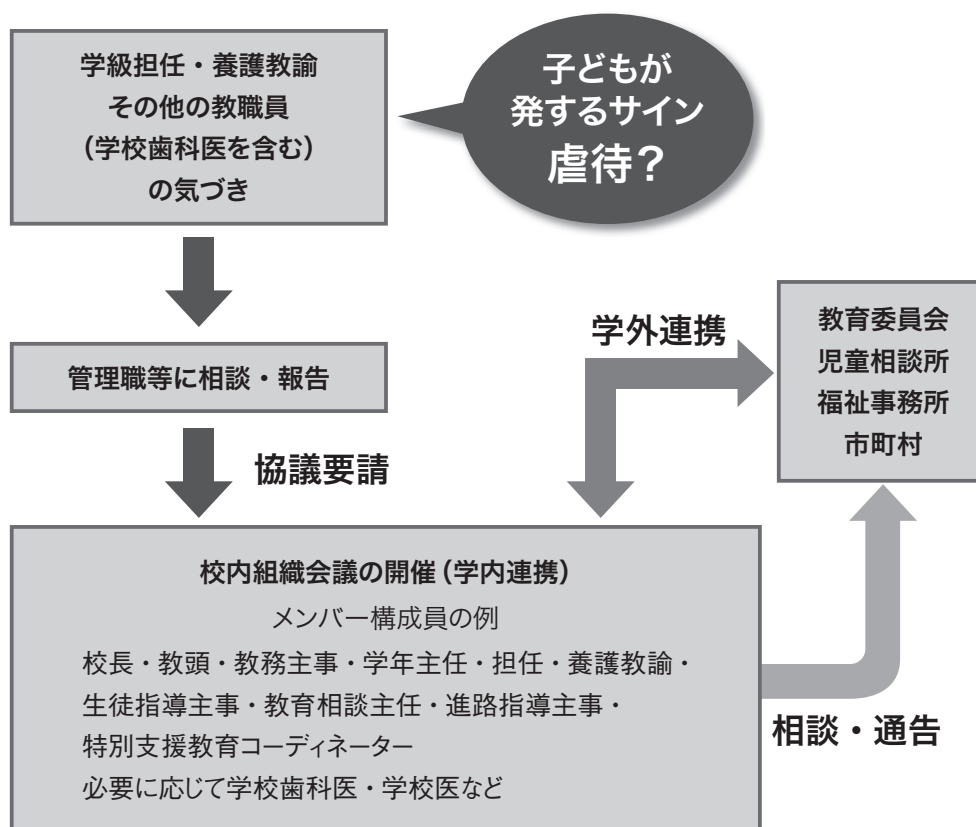 学級担任・養護教諭
その他の教職員
（学校歯科医を含む）
の気づき
子どもが
発するサイン
虐待？
管理職等に相談・報告
協議要請
学外連携
教育委員会
児童相談所
福祉事務所
市町村
校内組織会議の開催（学内連携）
メンバー構成員の例
校長・教頭・教務主事・学年主任・担任・養護教諭・
生徒指導主事・教育相談主任・進路指導主事・
特別支援教育コーディネーター
必要に応じて学校歯科医・学校医など
相談・通告